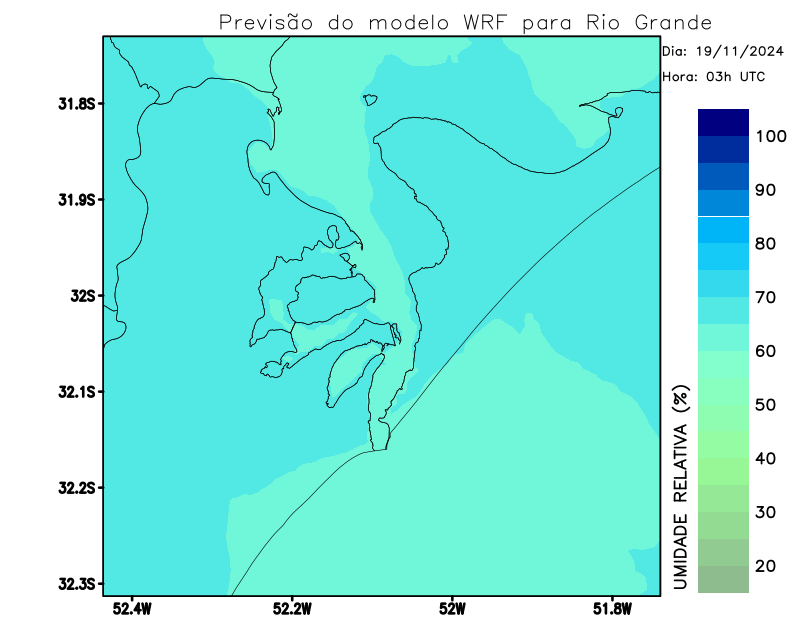 Previsão do modelo WRF para Rio Grande
Dia: 19/11/2024
Hora: 03h UTC
31.8S
31.9S
32S
32.1S
32.2S
32.3S
52.4W
52.2W
52W
51.8W
100
90
80
70
60
50
40
30
20
UMIDADE RELATIVA (%)